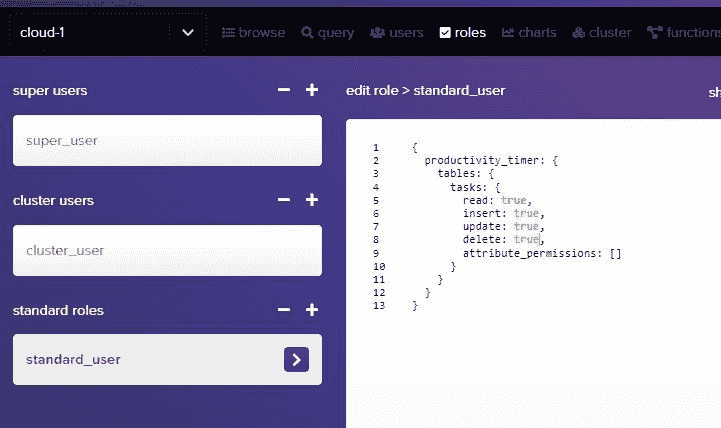 cloud-1 browse query users roles charts cluster functions
super users − + edit role > standard_user sh
super_user
cluster users − +
cluster_user
standard roles − +
standard_user
1 {
2 productivity_timer: {
3 tables: {
4 tasks: {
5 read: true,
6 insert: true,
7 update: true,
8 delete: true,
9 attribute_permissions: []
10 }
11 }
12 }
13 }